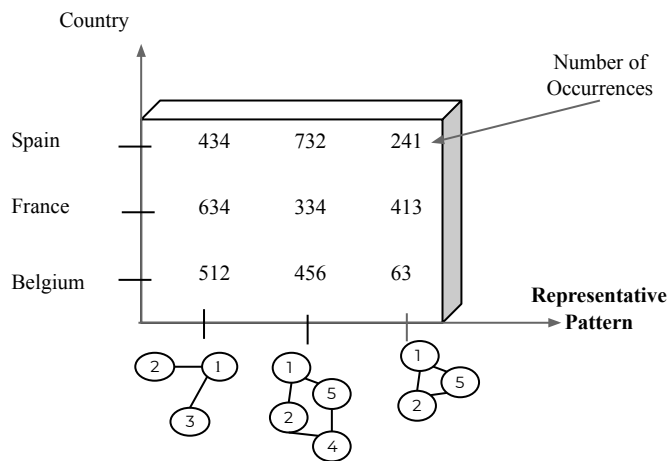 Country
Number of
Occurrences
Spain 434 732 241
France 634 334 413
Belgium 512 456 63
Representative
Pattern
2 1 3
1 5 2 4
1 5 2